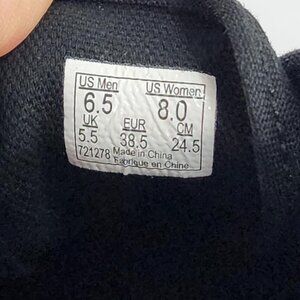 US Men US Women
6.5 8.0
UK EUR CM
5.5 38.5 24.5
721278 Made in China
Fabriqué en Chine